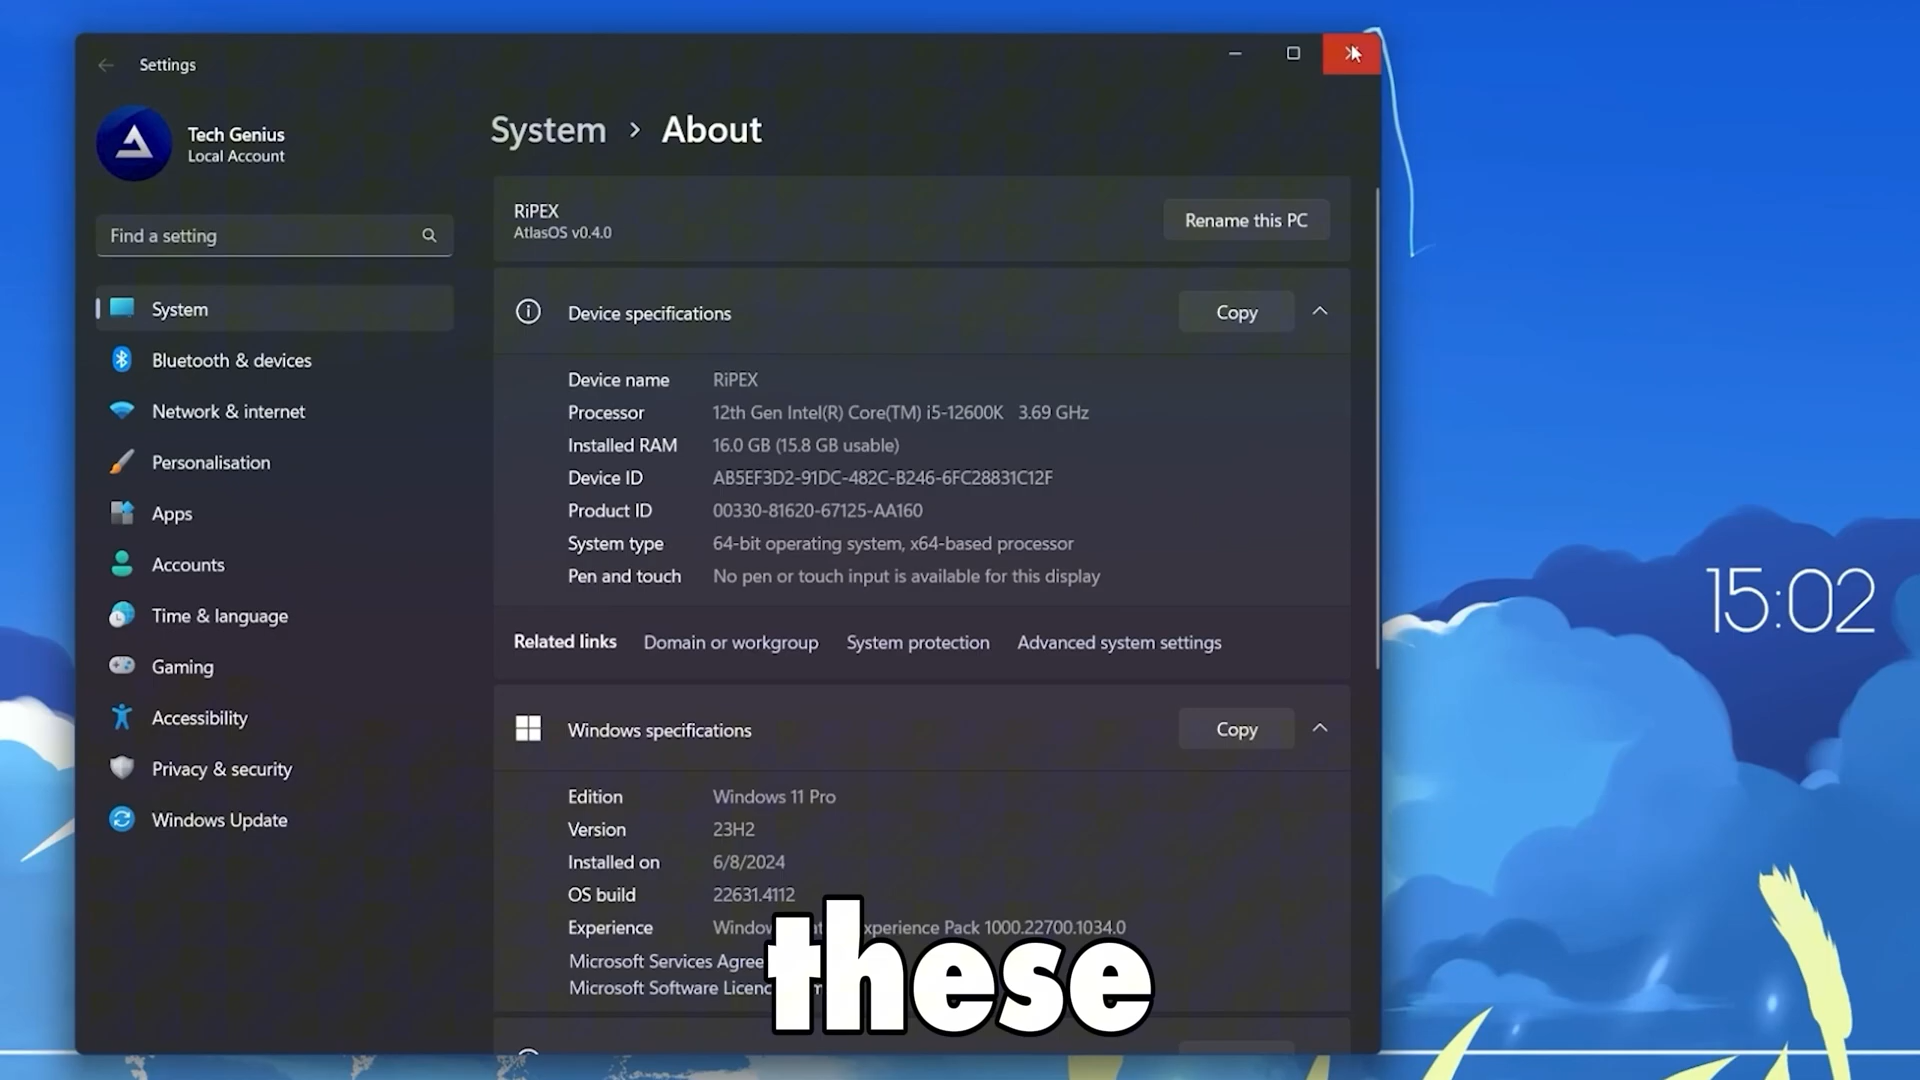 Settings
Tech Genius
Local Account
Find a setting
System
Bluetooth & devices
Network & internet
Personalisation
Apps
Accounts
Time & language
Gaming
Accessibility
Privacy & security
Windows Update
System > About
RiPEX
AtlasOS v0.4.0
Rename this PC
Device specifications
Copy
Device name RiPEX
Processor 12th Gen Intel(R) Core(TM) i5-12600K 3.69 GHz
Installed RAM 16.0 GB (15.8 GB usable)
Device ID AB5EF3D2-91DC-482C-B246-6FC28831C12F
Product ID 00330-81620-67125-AA160
System type 64-bit operating system, x64-based processor
Pen and touch No pen or touch input is available for this display
Related links Domain or workgroup System protection Advanced system settings
Windows specifications
Copy
Edition Windows 11 Pro
Version 23H2
Installed on 6/8/2024
OS build 22631.4112
Experience Pack 1000.22700.1034.0
Microsoft Services
Microsoft Software
these
15:02